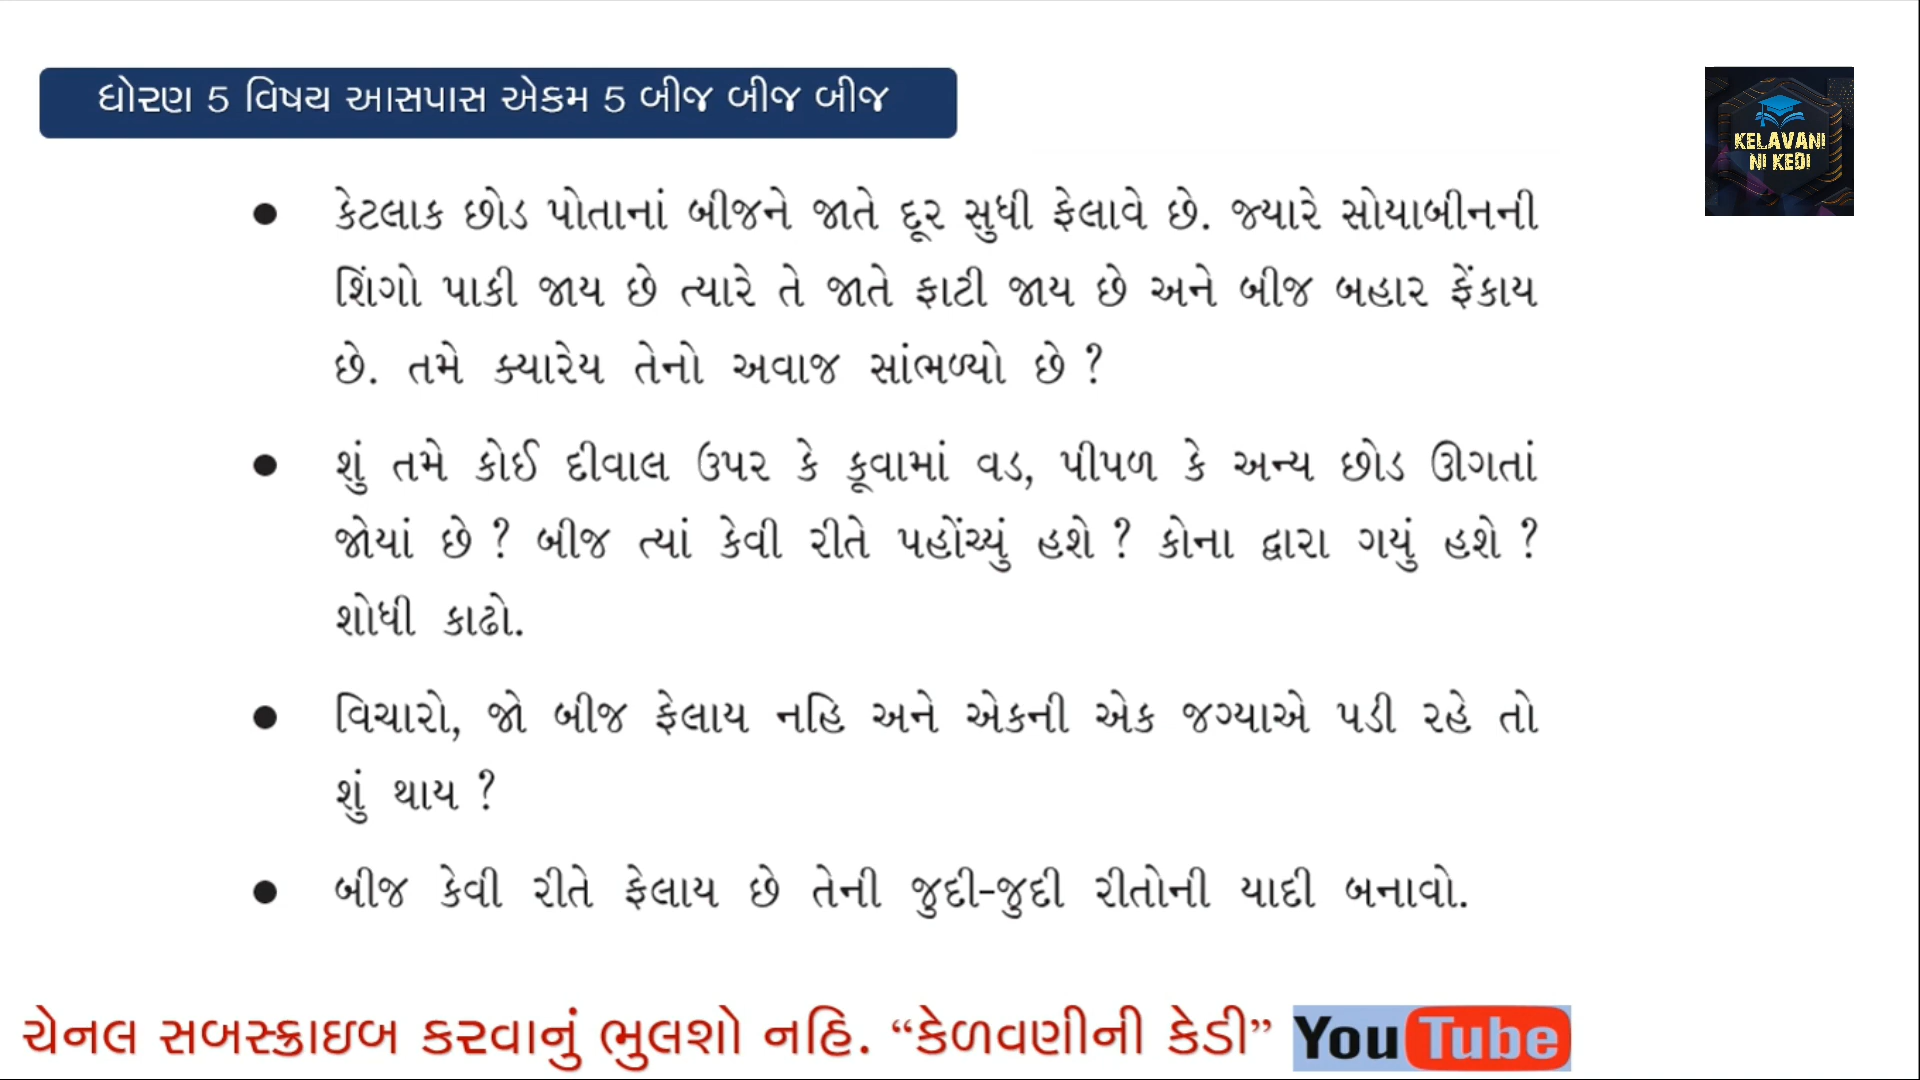 ધોરણ 5 વિષય આસપાસ એકમ 5 બીજ બીજ બીજ
KELAVANI
NI KEDI
● કેટલાક છોડ પોતાનાં બીજને જાતે દૂર સુધી ફેલાવે છે. જ્યારે સોયાબીનની
શિંગો પાકી જાય છે ત્યારે તે જાતે ફાટી જાય છે અને બીજ બહાર ફેંકાય
છે. તમે ક્યારેય તેનો અવાજ સાંભળ્યો છે ?
● શું તમે કોઈ દીવાલ ઉપર કે કૂવામાં વડ, પીપળ કે અન્ય છોડ ઊગતાં
જોયાં છે ? બીજ ત્યાં કેવી રીતે પહોંચ્યું હશે ? કોના દ્વારા ગયું હશે ?
શોધી કાઢો.
● વિચારો, જો બીજ ફેલાય નહિ અને એકની એક જગ્યાએ પડી રહે તો
શું થાય ?
● બીજ કેવી રીતે ફેલાય છે તેની જુદી-જુદી રીતોની યાદી બનાવો.
ચેનલ સબસ્ક્રાઇબ કરવાનું ભુલશો નહિ. “કેળવણીની કેડી” YouTube